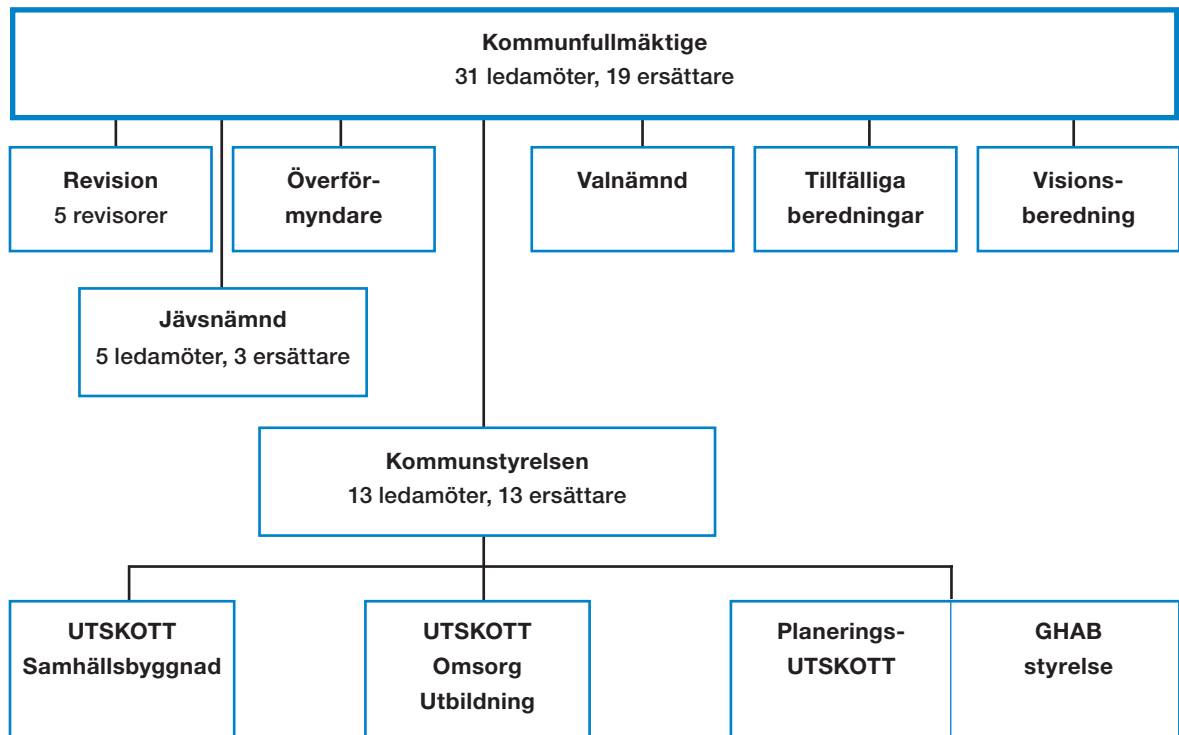 Kommunfullmäktige
31 ledamöter, 19 ersättare
Revision
5 revisorer
Överför-
myndare
Valnämnd
Tillfälliga
beredningar
Visions-
beredning
Jävsnämnd
5 ledamöter, 3 ersättare
Kommunstyrelsen
13 ledamöter, 13 ersättare
UTSKOTT
Samhällsbyggnad
UTSKOTT
Omsorg
Utbildning
Planerings-
UTSKOTT
GHAB
styrelse